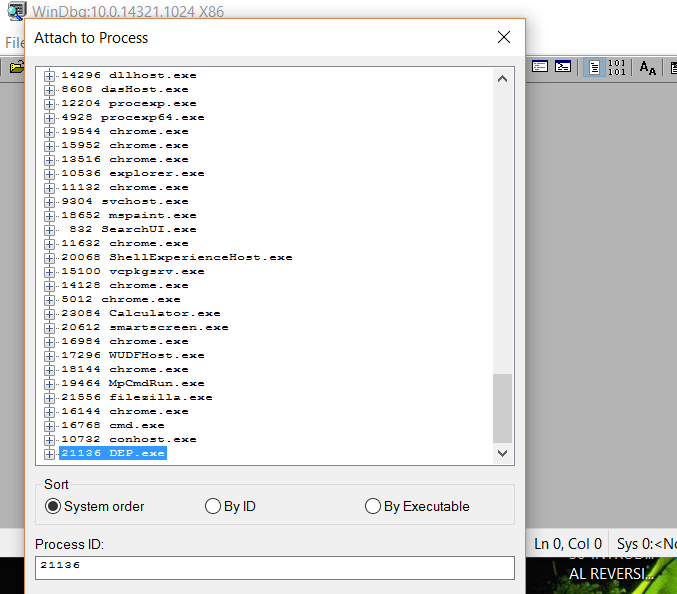 WinDbg:10.0.14321.1024 X86
File
Attach to Process
14296 dllhost.exe
8608 dasHost.exe
12204 procexp.exe
4928 procexp64.exe
19544 chrome.exe
15952 chrome.exe
13516 chrome.exe
10536 explorer.exe
11132 chrome.exe
9304 svchost.exe
18652 mspaint.exe
832 SearchUI.exe
11632 chrome.exe
20068 ShellExperienceHost.exe
15100 vcpkgsrv.exe
14128 chrome.exe
5012 chrome.exe
23084 Calculator.exe
20612 smartscreen.exe
16984 chrome.exe
17296 WUDFHost.exe
18144 chrome.exe
19464 MpCmdRun.exe
21556 filezilla.exe
16144 chrome.exe
16768 cmd.exe
10732 conhost.exe
21136 DEP.exe
Sort
System order By ID By Executable
Process ID:
21136
101
101
AA
Ln 0, Col 0 Sys 0:<No
AL REVERSI...